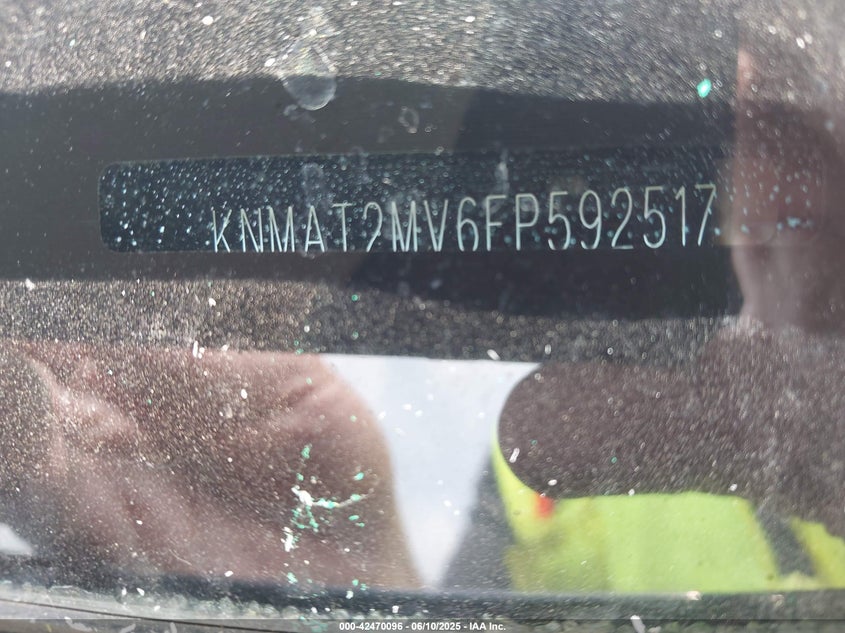 KNMAT2MV6FP592517
000-42470096 - 06/10/2025 - IAA Inc.